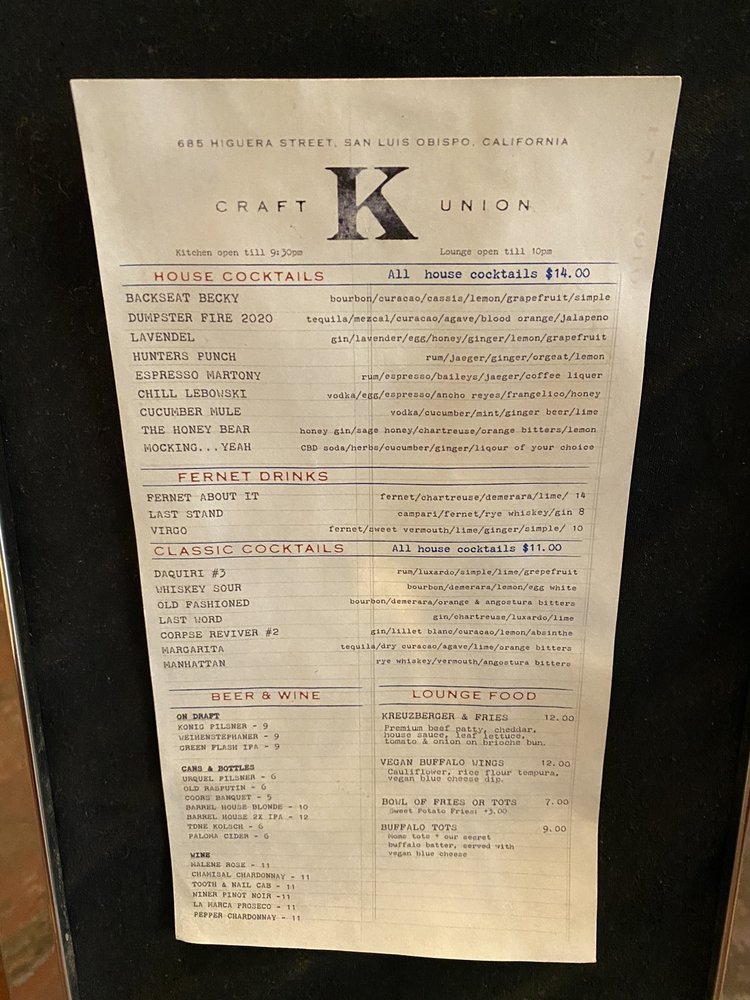 685 HIGUERA STREET, SAN LUIS OBISPO, CALIFORNIA
CRAFT K UNION
Kitchen open till 9:30pm Lounge open till 10pm
HOUSE COCKTAILS All house cocktails $14.00
BACKSEAT BECKY bourbon/curacao/cassis/lemon/grapefruit/simple
DUMPSTER FIRE 2020 tequila/mezcal/curacao/agave/blood orange/jalapeno
LAVENDEL gin/lavender/egg/honey/ginger/lemon/grapefruit
HUNTERS PUNCH rum/jaeger/ginger/orgeat/lemon
ESPRESSO MARTONY rum/espresso/baileys/jaeger/coffee liquer
CHILL LEBOWSKI vodka/egg/espresso/ancho reyes/frangelico/honey
CUCUMBER MULE vodka/cucumber/mint/ginger beer/lime
THE HONEY BEAR honey gin/sage honey/chartreuse/orange bitters/lemon
MOCKING...YEAH CBD soda/herbs/cucumber/ginger/liqour of your choice
FERNET DRINKS
FERNET ABOUT IT fernet/chartreuse/demerara/lime/ 14
LAST STAND campari/fernet/rye whiskey/gin 8
VIRGO fernet/sweet vermouth/lime/ginger/simple/ 10
CLASSIC COCKTAILS All house cocktails $11.00
DAQUIRI #3 rum/luxardo/simple/lime/grepefruit
WHISKEY SOUR bourbon/demerara/lemon/egg white
OLD FASHIONED bourbon/demerara/orange & angostura bitters
LAST WORD gin/chartreuse/luxardo/lime
CORPSE REVIVER #2 gin/lillet blanc/curacao/lemon/absinthe
MARGARITA tequila/dry curacao/agave/lime/orange bitters
MANHATTAN rye whiskey/vermouth/angostura bitters
BEER & WINE
ON DRAFT
KONIG PILSNER - 9
WEIHENSTEPHANER - 9
GREEN FLASH IPA - 9
CANS & BOTTLES
URQUEL PILSNER - 6
OLD RASPUTIN - 6
COORS BANQUET - 5
BARREL HOUSE BLONDE - 10
BARREL HOUSE 2X IPA - 12
TDNE KOLSCH - 6
PALOMA CIDER - 6
WINE
MALENE ROSE - 11
CHAMISAL CHARDONNAY - 11
TOOTH & NAIL CAB - 11
NINER PINOT NOIR -11
LA MARCA PROSECO - 11
PEPPER CHARDONNAY - 11
LOUNGE FOOD
KREUZBERGER & FRIES 12.00
Premium beef patty, cheddar,
house sauce, leaf lettuce,
tomato & onion on brioche bun.
VEGAN BUFFALO WINGS 12.00
Cauliflower, rice flour tempura,
vegan blue cheese dip.
BOWL OF FRIES OR TOTS 7.00
Sweet Potato Fries: +3.00
BUFFALO TOTS 9.00
Moms tots * our secret
buffalo batter, served with
vegan blue cheese